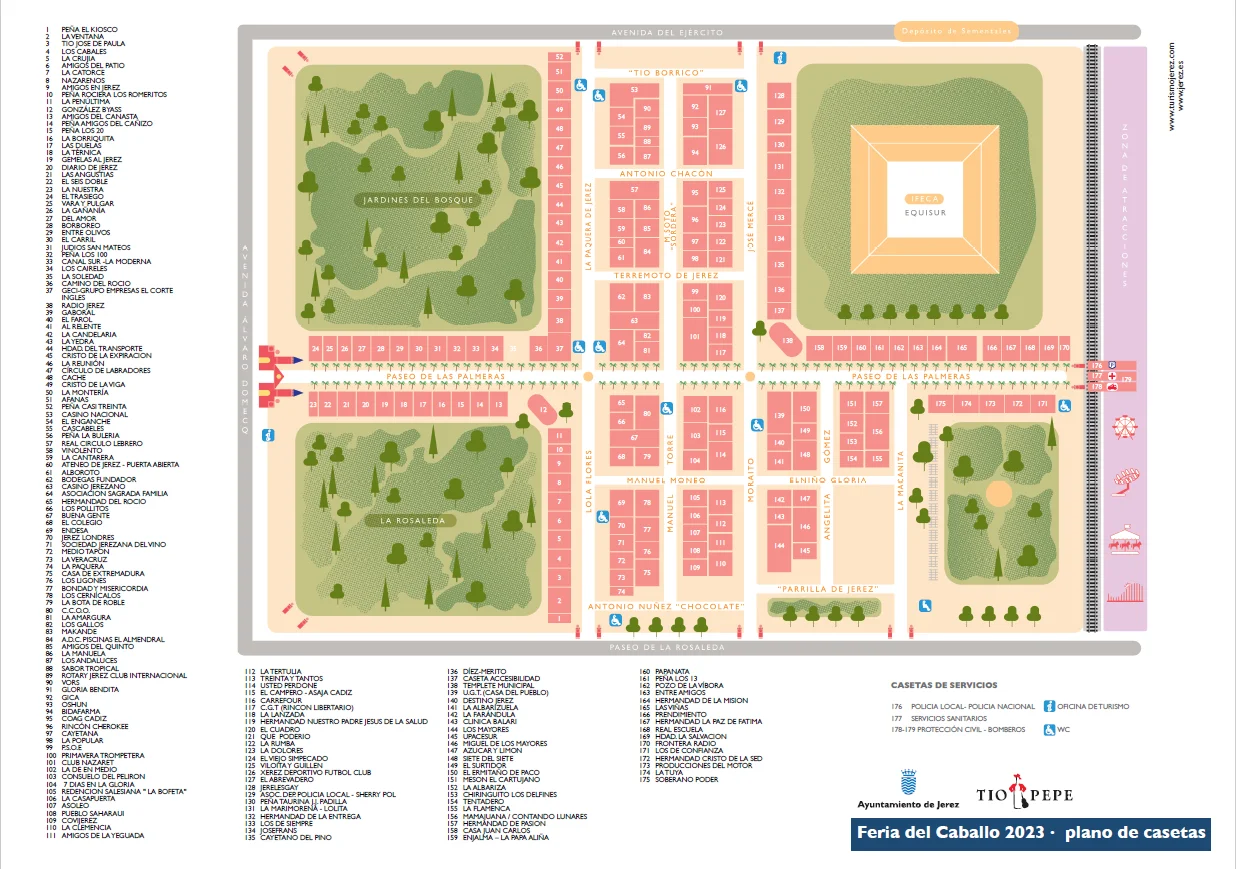 1 PEÑA EL KIOSCO
2 LA VENTANA
3 TIO JOSE DE PAULA
4 LOS CABALES
5 LA CRUJIA
6 AMIGOS DEL PATIO
7 LA CATORCE
8 NAZARENOS
9 AMIGOS EN JEREZ
10 PEÑA ROCIERA LOS ROMERITOS
11 LA PENÚLTIMA
12 GONZÁLEZ BYASS
13 AMIGOS DEL CANASTA
14 PEÑA AMIGOS DEL CAÑIZO
15 PEÑA LOS 20
16 LA BORRIQUITA
17 LAS DUELAS
18 LA TÉRNICA
19 GEMELAS AL JEREZ
20 DIARIO DE JEREZ
21 LAS ANGUSTIAS
22 EL SEIS DOBLE
23 LA NUESTRA
24 EL TRASIEGO
25 VARA Y PULGAR
26 LA GAÑANÍA
27 DEL AMOR
28 BORBOREO
29 ENTRE OLIVOS
30 EL CARRIL
31 JUDIOS SAN MATEOS
32 PEÑA LOS 100
33 CANAL SUR -LA MODERNA
34 LOS CAIRELES
35 LA SOLEDAD
36 CAMINO DEL ROCIO
37 GECI-GRUPO EMPRESAS EL CORTE
INGLES
38 RADIO JEREZ
39 GABORAL
40 EL FAROL
41 AL RELENTE
42 LA CANDELARIA
43 LA YEDRA
44 HDAD. DEL TRANSPORTE
45 CRISTO DE LA EXPIRACION
46 LA REUNIÓN
47 CÍRCULO DE LABRADORES
48 CACHE
49 CRISTO DE LA VIGA
50 LA MONTERÍA
51 AFANAS
52 PEÑA CASI TREINTA
53 CASINO NACIONAL
54 EL ENGANCHE
55 CASCABELES
56 PEÑA LA BULERIA
57 REAL CIRCULO LEBRERO
58 VINOLENTO
59 LA CANTARERA
60 ATENEO DE JEREZ - PUERTA ABIERTA
61 ALBOROTO
62 BODEGAS FUNDADOR
63 CASINO JEREZANO
64 ASOCIACION SAGRADA FAMILIA
65 HERMANDAD DEL ROCIO
66 LOS POLLITOS
67 BUENA GENTE
68 EL COLEGIO
69 ENDESA
70 JEREZ LONDRES
71 SOCIEDAD JEREZANA DEL VINO
72 MEDIO TAPÓN
73 LA VERACRUZ
74 LA PAQUERA
75 CASA DE EXTREMADURA
76 LOS LIGONES
77 BONDAD Y MISERICORDIA
78 LOS CERNÍCALOS
79 LA BOTA DE ROBLE
80 C.C.O.O.
81 LA AMARGURA
82 LOS GALLOS
83 MAKANDE
84 A.D.C. PISCINAS EL ALMENDRAL
85 AMIGOS DEL QUINTO
86 LA MANUELA
87 LOS ANDALUCES
88 SABOR TROPICAL
89 ROTARY JEREZ CLUB INTERNACIONAL
90 VORS
91 GLORIA BENDITA
92 GICA
93 OSHUN
94 BIDAFARMA
95 COAG CADIZ
96 RINCÓN CHEROKEE
97 CAYETANA
98 LA POPULAR
99 P.S.O.E
100 PRIMAVERA TROMPETERA
101 CLUB NAZARET
102 LA DE EN MEDIO
103 CONSUELO DEL PELIRON
104 7 DIAS EN LA GLORIA
105 REDENCION SALESIANA " LA BOFETA"
106 LA CASAPUERTA
107 ASOLEO
108 PUEBLO SAHARAUI
109 COVIJEREZ
110 LA CLEMENCIA
111 AMIGOS DE LA YEGUADA
112 LA TERTULIA
113 TREINTA Y TANTOS
114 USTED PERDONE
115 EL CAMPERO - ASAJA CADIZ
116 CARREFOUR
117 C.G.T (RINCON LIBERTARIO)
118 LA LANZADA
119 HERMANDAD NUESTRO PADRE JESUS DE LA SALUD
120 EL CUADRO
121 QUE PODERIO
122 LA RUMBA
123 LA DOLORES
124 EL VIEJO SIMPECADO
125 VILOITA Y GUILLEN
126 XEREZ DEPORTIVO FUTBOL CLUB
127 EL ABREVADERO
128 JERELESGAY
129 ASOC. DEP. POLICIA LOCAL - SHERRY POL
130 PEÑA TAURINA J.J. PADILLA
131 LA MARIMOREÑA - LOLITA
132 HERMANDAD DE LA ENTREGA
133 LOS DE SIEMPRE
134 JOSEFRANS
135 CAYETANO DEL PINO
136 DÍEZ-MERITO
137 CASETA ACCESIBILIDAD
138 TEMPLETE MUNICIPAL
139 U.G.T. (CASA DEL PUEBLO)
140 DESTINO JEREZ
141 LA ALBARIZUELA
142 LA FARÁNDULA
143 CLINICA BALARI
144 LOS MAYORES
145 UPACESUR
146 MIGUEL DE LOS MAYORES
147 AZUCAR Y LIMON
148 SIETE DEL SIETE
149 EL SURTIDOR
150 EL ERMITAÑO DE PACO
151 MESON EL CARTUJANO
152 LA ALBARIZA
153 CHIRINGUITO LOS DELFINES
154 TENTADERO
155 LA FLAMENCA
156 MAMAJUANA / CONTANDO LUNARES
157 HERMANDAD DE PASION
158 CASA JUAN CARLOS
159 ENJALMA – LA PAPA ALIÑA
160 PAPANATA
161 PEÑA LOS 13
162 POZO DE LA VÍBORA
163 ENTRE AMIGOS
164 HERMANDAD DE LA MISION
165 LAS VIÑAS
166 PRENDIMIENTO
167 HERMANDAD LA PAZ DE FATIMA
168 REAL ESCUELA
169 HDAD. LA SALVACION
170 FRONTERA RADIO
171 LOS DE CONFIANZA
172 HERMANDAD CRISTO DE LA SED
173 PRODUCCIONES DEL MOTOR
174 LA TUYA
175 SOBERANO PODER
AVENIDA DEL EJERCITO
Depósito de Sementales
"TIO BORRICO"
ANTONIO CHACÓN
JARDINES DEL BOSQUE
LA PAQUERA DE JEREZ
M. SOTO "SORDERA"
JOSÉ MERCÉ
IFECA
EQUISUR
TERREMOTO DE JEREZ
ZONA DE ATRACCIONES
AVENIDA ALVARO DOMECQ
PASEO DE LAS PALMERAS
PASEO DE LAS PALMERAS
LOLA FLORES
MANUEL TORRE
MORAITO
ANGELITA GÓMEZ
LA MACANITA
MANUEL MONEO
EL NIÑO GLORIA
LA ROSALEDA
"PARRILLA DE JEREZ"
ANTONIO NUÑEZ "CHOCOLATE"
PASEO DE LA ROSALEDA
www.turismojerez.com
www.jerez.es
CASETAS DE SERVICIOS
176 POLICIA LOCAL- POLICIA NACIONAL
177 SERVICIOS SANITARIOS
178-179 PROTECCIÓN CIVIL - BOMBEROS
OFICINA DE TURISMO
WC
Ayuntamiento de Jerez
TIO PEPE
Feria del Caballo 2023 · plano de casetas